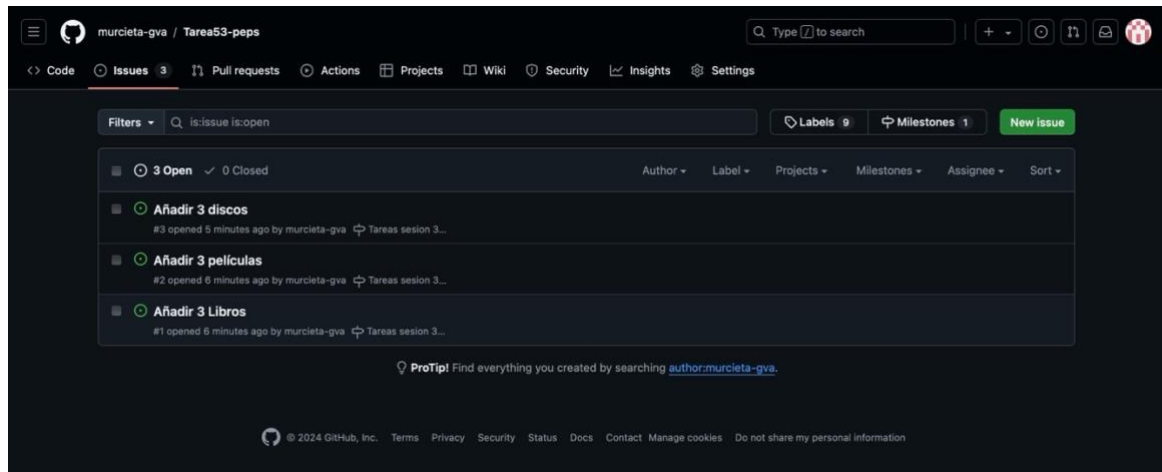 murcieta-gva / Tarea53-peps
Type / to search
Code Issues 3 Pull requests Actions Projects Wiki Security Insights Settings
Filters is:issue is:open Labels 9 Milestones 1 New issue
3 Open 0 Closed Author Label Projects Milestones Assignee Sort
Añadir 3 discos
#3 opened 5 minutes ago by murcieta-gva Tareas sesion 3...
Añadir 3 películas
#2 opened 6 minutes ago by murcieta-gva Tareas sesion 3...
Añadir 3 Libros
#1 opened 6 minutes ago by murcieta-gva Tareas sesion 3...
ProTip! Find everything you created by searching author:murcieta-gva.
© 2024 GitHub, Inc. Terms Privacy Security Status Docs Contact Manage cookies Do not share my personal information